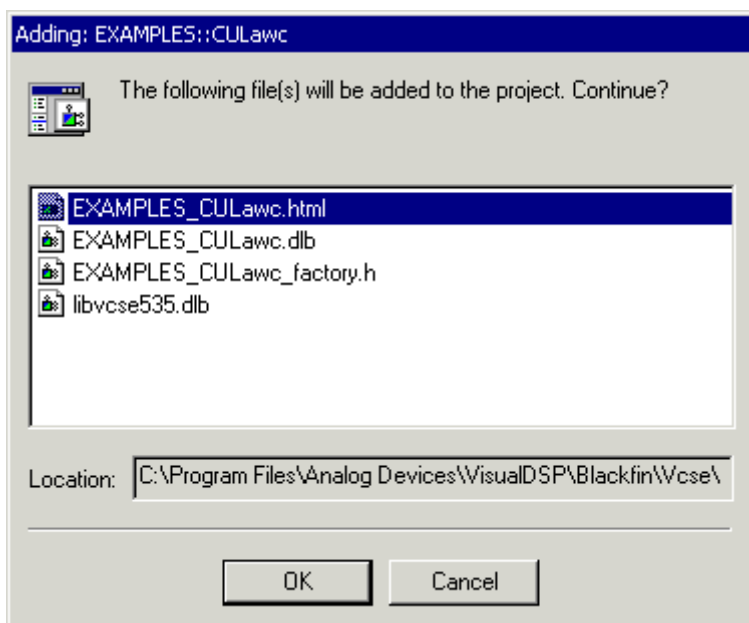 Adding: EXAMPLES::CULawc
The following file(s) will be added to the project. Continue?
EXAMPLES_CULawc.html
EXAMPLES_CULawc.dlb
EXAMPLES_CULawc_factory.h
libvcse535.dlb
Location: C:\Program Files\Analog Devices\VisualDSP\Blackfin\Vcse\
OK Cancel